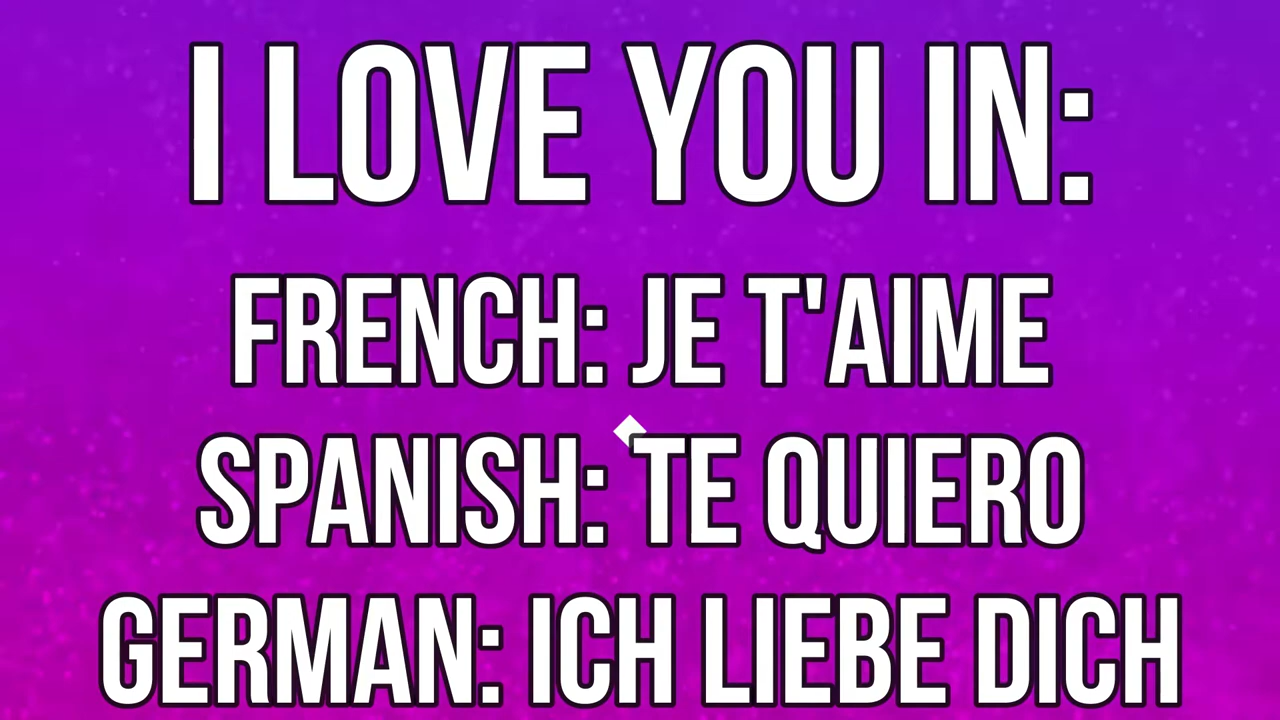 I LOVE YOU IN:
FRENCH: JE T'AIME
SPANISH: TE QUIERO
GERMAN: ICH LIEBE DICH